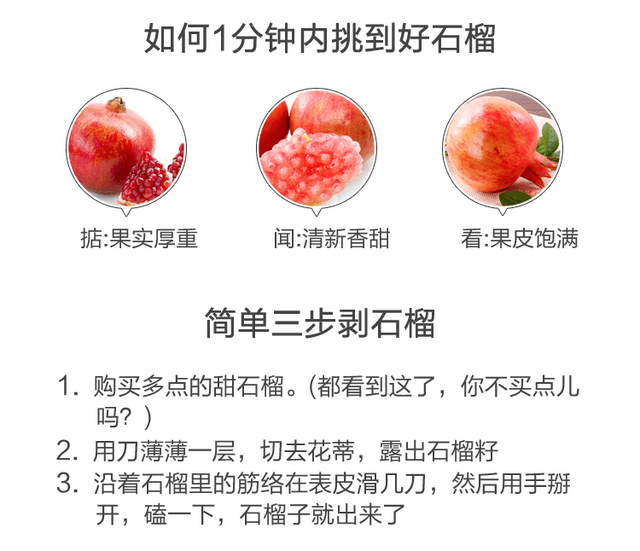 如何1分钟内挑到好石榴
掂:果实厚重
闻:清新香甜
看:果皮饱满
简单三步剥石榴
1. 购买多点的甜石榴。(都看到这了，你不买点儿
吗？)
2. 用刀薄薄一层，切去花蒂，露出石榴籽
3. 沿着石榴里的筋络在表皮滑几刀，然后用手掰
开，磕一下，石榴子就出来了